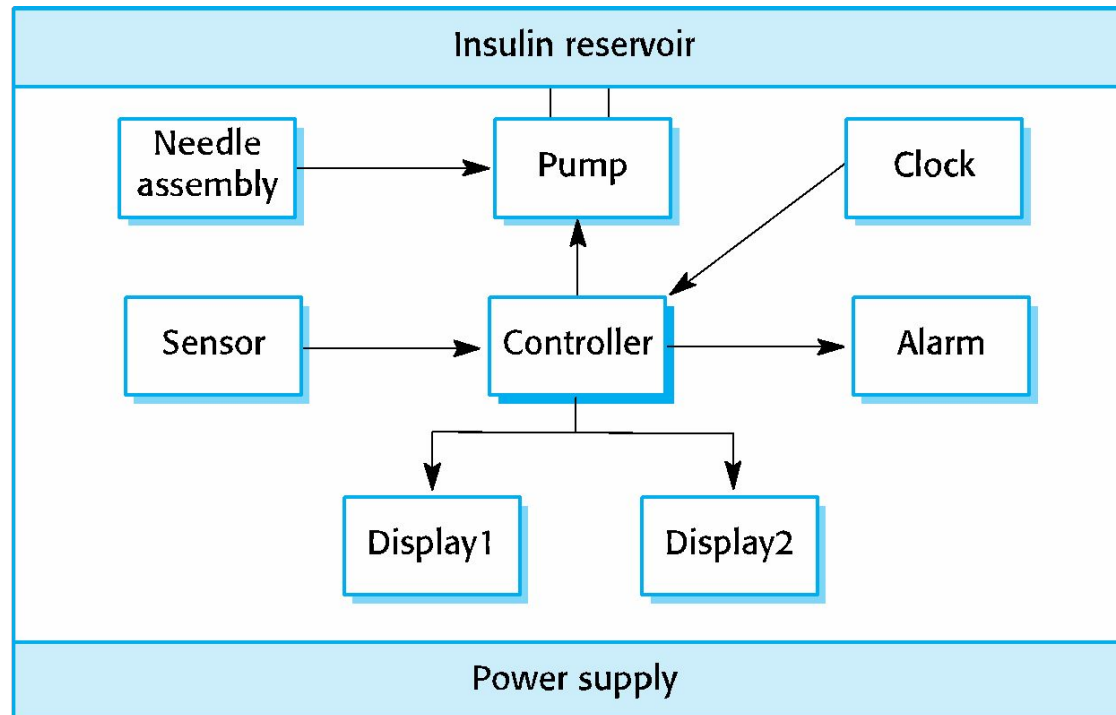 Insulin reservoir
Needle
assembly
Pump
Clock
Sensor
Controller
Alarm
Display1
Display2
Power supply